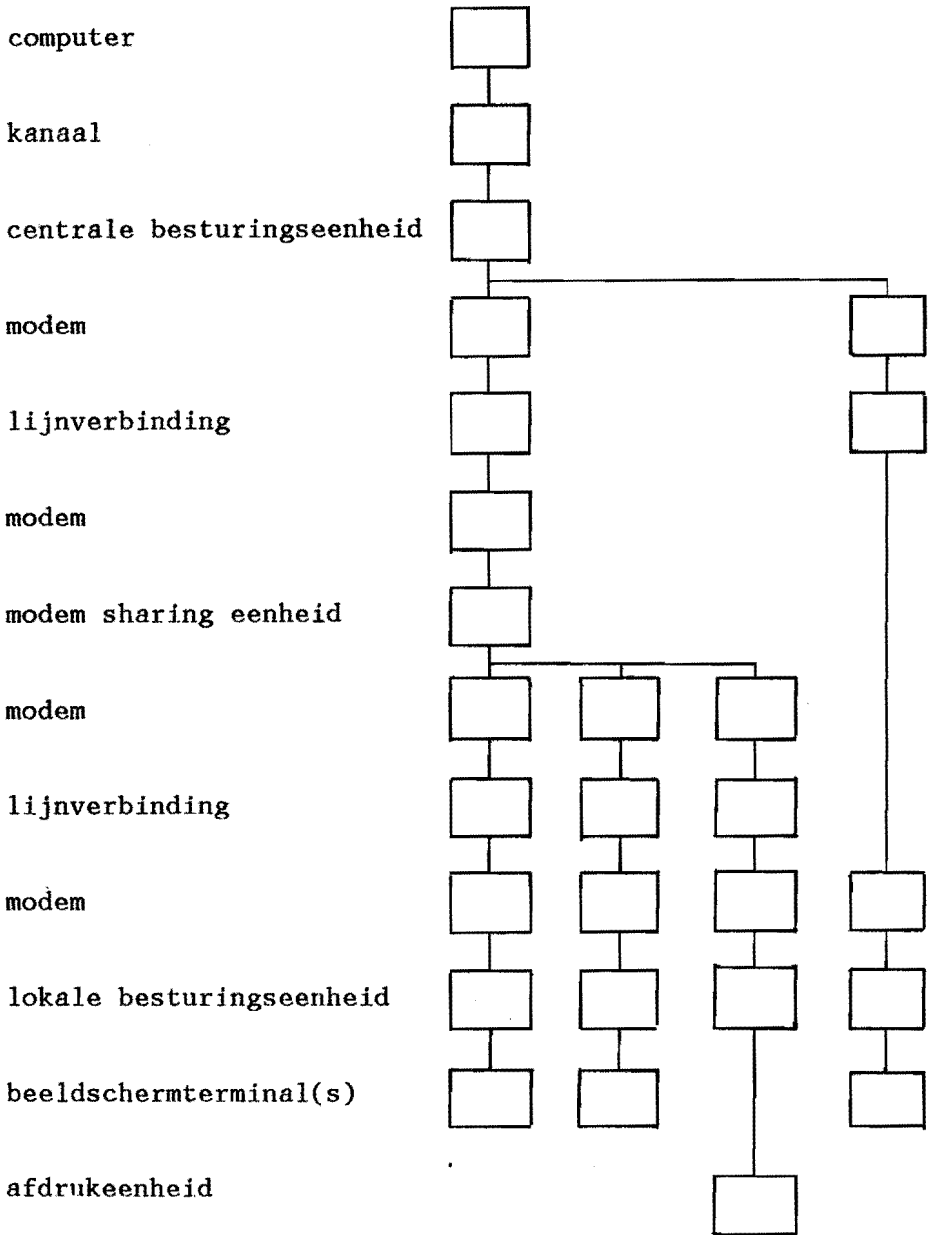 computer
kanaal
centrale besturingseenheid
modem
lijnverbinding
modem
modem sharing eenheid
modem
lijnverbinding
modem
lokale besturingseenheid
beeldschermterminal(s)
afdrukeenheid